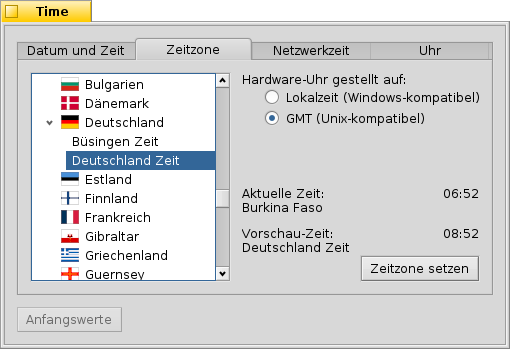 Time
Datum und Zeit
Zeitzone
Netzwerkzeit
Uhr
Bulgarien
Dänemark
Deutschland
Büsingen Zeit
Deutschland Zeit
Estland
Finnland
Frankreich
Gibraltar
Griechenland
Guernsey
Hardware-Uhr gestellt auf:
Lokalzeit (Windows-kompatibel)
GMT (Unix-kompatibel)
Aktuelle Zeit: 06:52
Burkina Faso
Vorschau-Zeit: 08:52
Deutschland Zeit
Zeitzone setzen
Anfangswerte